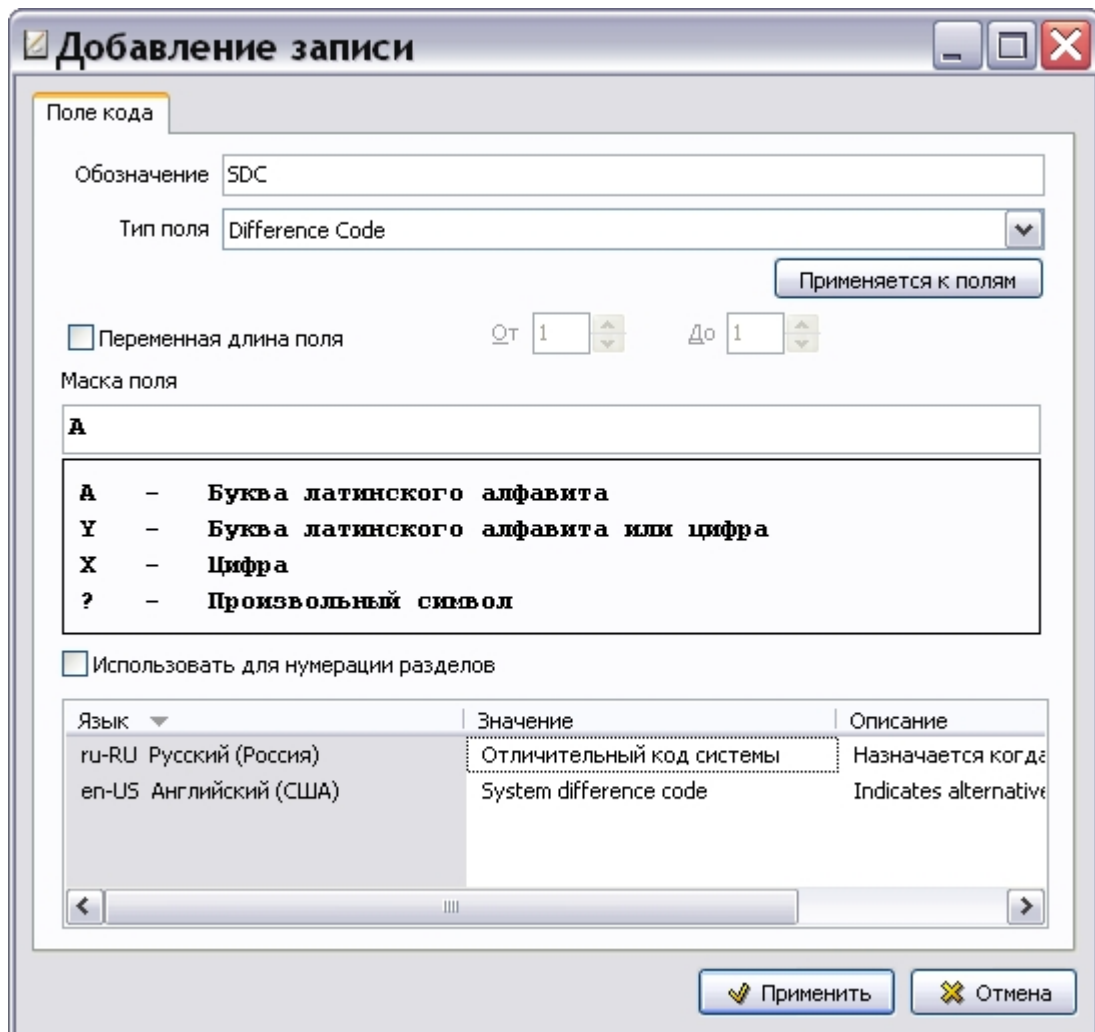 Добавление записи
Поле кода
Обозначение SDC
Тип поля Difference Code
Применяется к полям
Переменная длина поля От 1 До 1
Маска поля
A
A - Буква латинского алфавита
Y - Буква латинского алфавита или цифра
X - Цифра
? - Произвольный символ
Использовать для нумерации разделов
Язык Значение Описание
ru-RU Русский (Россия) Отличительный код системы Назначается когда
en-US Английский (США) System difference code Indicates alternative
Применить Отмена